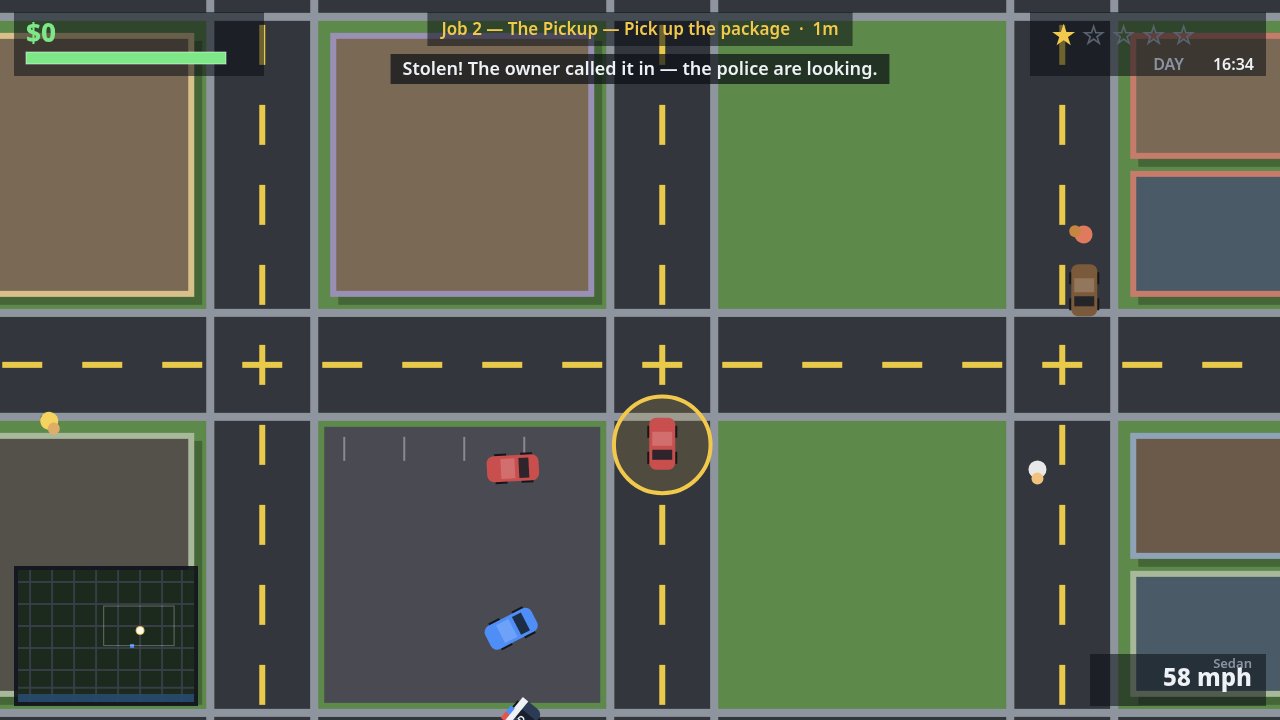 $0
Job 2 — The Pickup — Pick up the package · 1m
Stolen! The owner called it in — the police are looking.
DAY 16:34
Sedan
58 mph